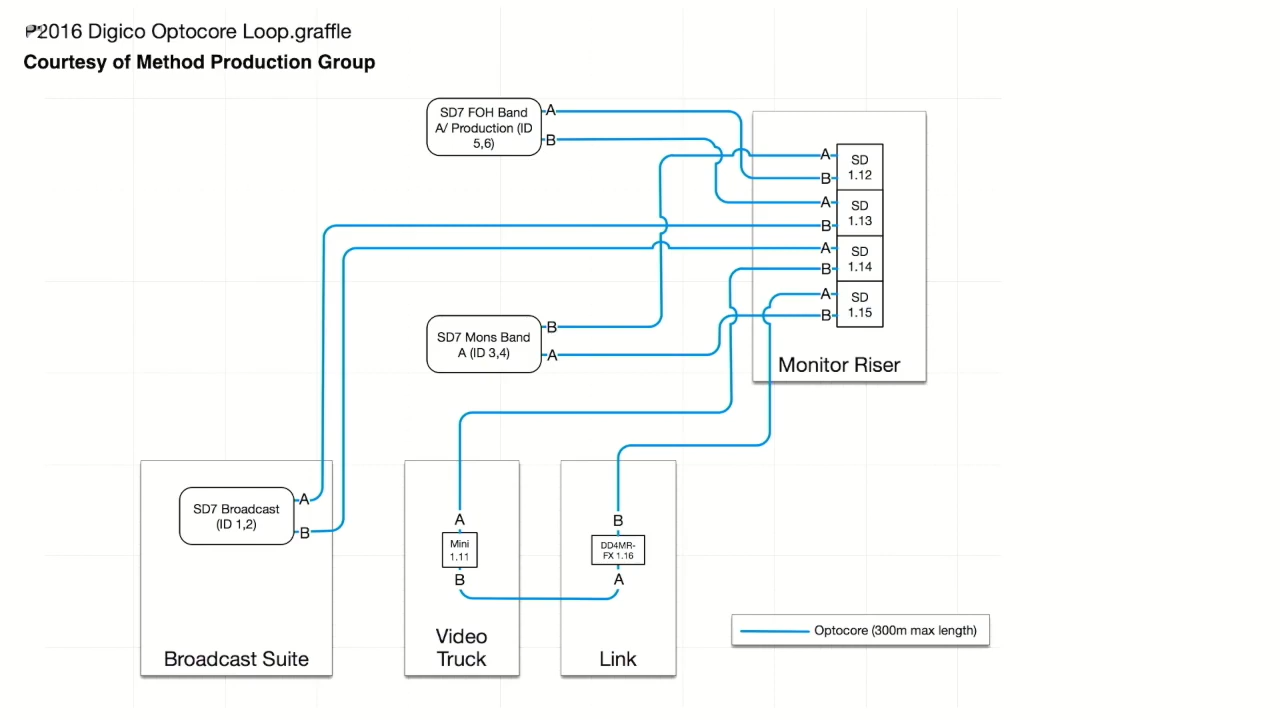 P2016 Digico Optocore Loop.graffle
Courtesy of Method Production Group
SD7 FOH Band
A/ Production (ID
5,6)
A
B
A
B
A
B
A
B
A
B
SD
1.12
SD
1.13
SD
1.14
SD
1.15
Monitor Riser
SD7 Mons Band
A (ID 3,4)
B
A
SD7 Broadcast
(ID 1,2)
A
B
Broadcast Suite
A
Mini
1.11
B
Video
Truck
B
DD4MR-
FX 1.16
A
Link
Optocore (300m max length)